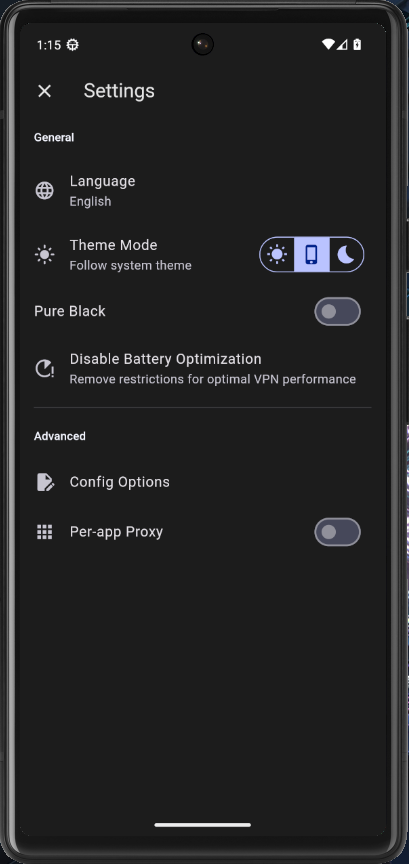 1:15
Settings
General
Language
English
Theme Mode
Follow system theme
Pure Black
Disable Battery Optimization
Remove restrictions for optimal VPN performance
Advanced
Config Options
Per-app Proxy